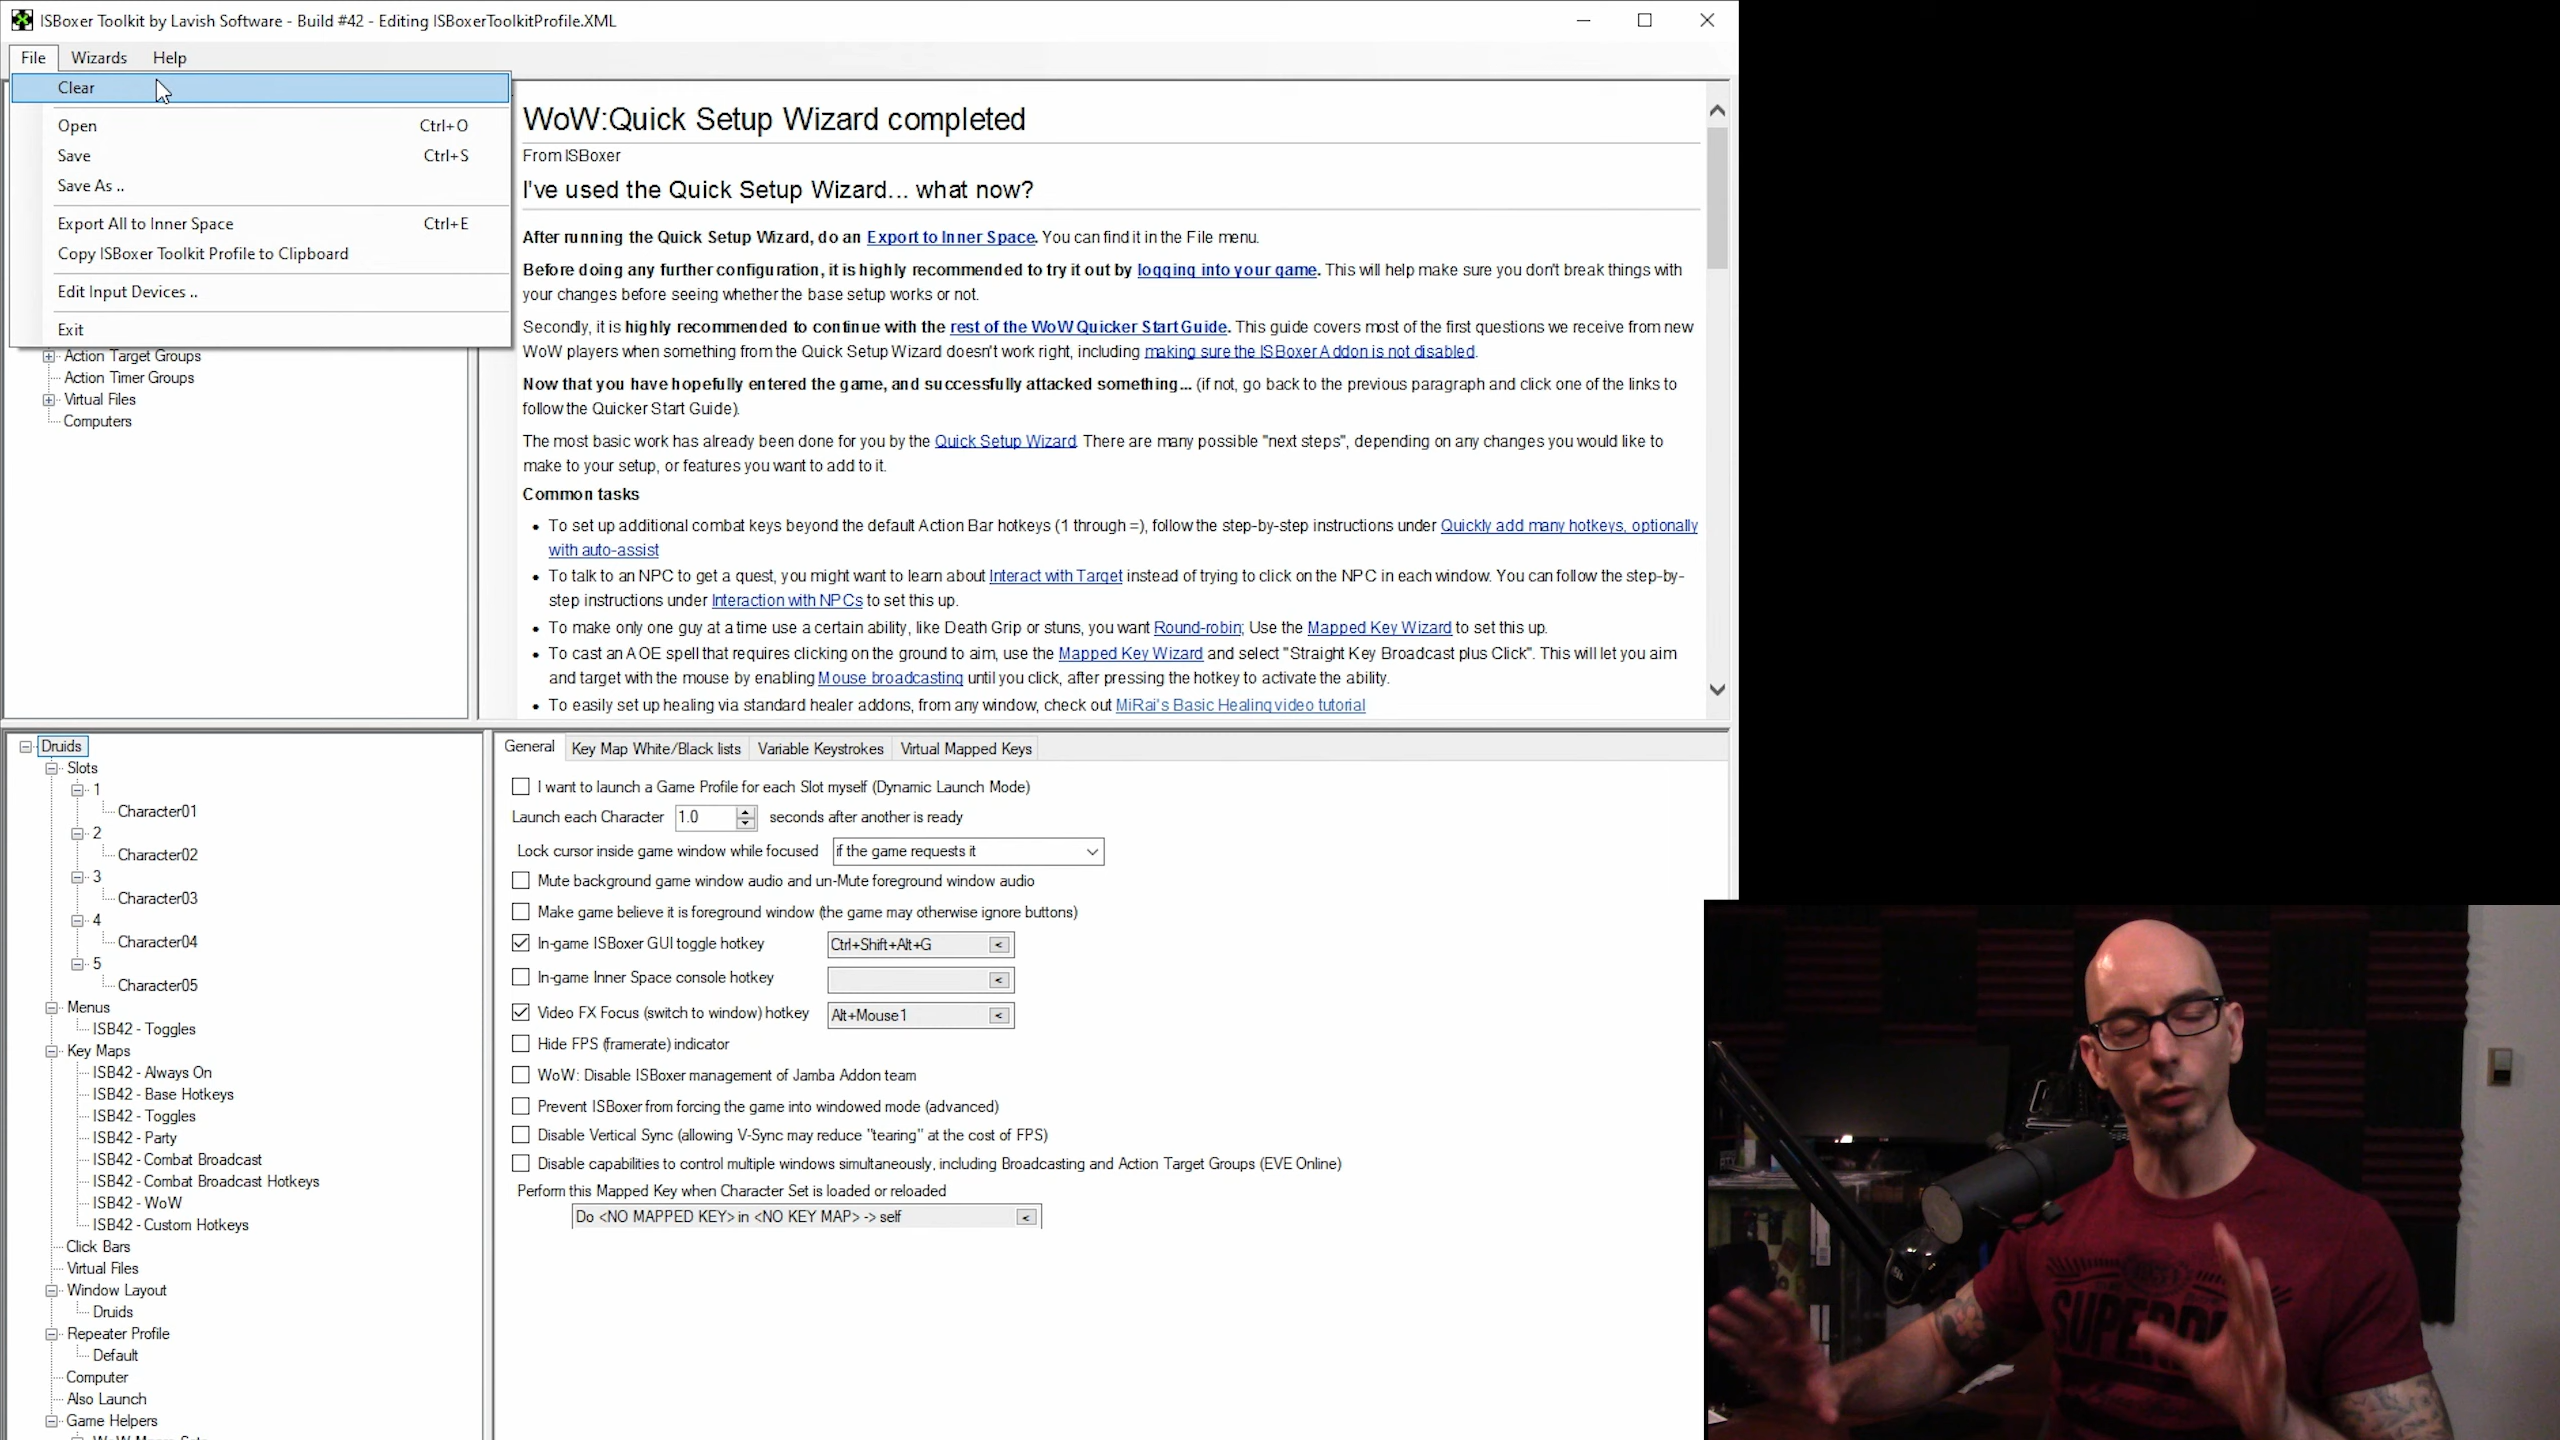 ISBoxer Toolkit by Lavish Software - Build #42 - Editing ISBoxerToolkitProfile.XML
File Wizards Help
Clear
Open Ctrl+O
Save Ctrl+S
Save As ..
Export All to Inner Space Ctrl+E
Copy ISBoxer Toolkit Profile to Clipboard
Edit Input Devices ..
Exit
Action Target Groups
Action Timer Groups
Virtual Files
Computers
WoW:Quick Setup Wizard completed
From ISBoxer
I've used the Quick Setup Wizard... what now?
After running the Quick Setup Wizard, do an Export to Inner Space. You can find it in the File menu.
Before doing any further configuration, it is highly recommended to try it out by logging into your game. This will help make sure you don't break things with
your changes before seeing whether the base setup works or not.
Secondly, it is highly recommended to continue with the rest of the WoW Quicker Start Guide. This guide covers most of the first questions we receive from new
WoW players when something from the Quick Setup Wizard doesn't work right, including making sure the ISBoxer Addon is not disabled.
Now that you have hopefully entered the game, and successfully attacked something... (if not, go back to the previous paragraph and click one of the links to
follow the Quicker Start Guide).
The most basic work has already been done for you by the Quick Setup Wizard. There are many possible "next steps", depending on any changes you would like to
make to your setup, or features you want to add to it.
Common tasks
To set up additional combat keys beyond the default Action Bar hotkeys (1 through =), follow the step-by-step instructions under Quickly add many hotkeys, optionally
with auto-assist
To talk to an NPC to get a quest, you might want to learn about Interact with Target instead of trying to click on the NPC in each window. You can follow the step-by-
step instructions under Interaction with NPCs to set this up.
To make only one guy at a time use a certain ability, like Death Grip or stuns, you want Round-robin; Use the Mapped Key Wizard to set this up.
To cast an AOE spell that requires clicking on the ground to aim, use the Mapped Key Wizard and select "Straight Key Broadcast plus Click". This will let you aim
and target with the mouse by enabling Mouse broadcasting until you click, after pressing the hotkey to activate the ability.
To easily set up healing via standard healer addons, from any window, check out MiRai's Basic Healing video tutorial
Druids
Slots
1
Character01
2
Character02
3
Character03
4
Character04
5
Character05
Menus
ISB42 - Toggles
Key Maps
ISB42 - Always On
ISB42 - Base Hotkeys
ISB42 - Toggles
ISB42 - Party
ISB42 - Combat Broadcast
ISB42 - Combat Broadcast Hotkeys
ISB42 - WoW
ISB42 - Custom Hotkeys
Click Bars
Virtual Files
Window Layout
Druids
Repeater Profile
Default
Computer
Also Launch
Game Helpers
General Key Map White/Black lists Variable Keystrokes Virtual Mapped Keys
I want to launch a Game Profile for each Slot myself (Dynamic Launch Mode)
Launch each Character 1.0 seconds after another is ready
Lock cursor inside game window while focused if the game requests it
Mute background game window audio and un-Mute foreground window audio
Make game believe it is foreground window (the game may otherwise ignore buttons)
In-game ISBoxer GUI toggle hotkey Ctrl+Shift+Alt+G <
In-game Inner Space console hotkey <
Video FX Focus (switch to window) hotkey Alt+Mouse1 <
Hide FPS (framerate) indicator
WoW: Disable ISBoxer management of Jamba Addon team
Prevent ISBoxer from forcing the game into windowed mode (advanced)
Disable Vertical Sync (allowing V-Sync may reduce "tearing" at the cost of FPS)
Disable capabilities to control multiple windows simultaneously, including Broadcasting and Action Target Groups (EVE Online)
Perform this Mapped Key when Character Set is loaded or reloaded
Do <NO MAPPED KEY> in <NO KEY MAP> -> self <